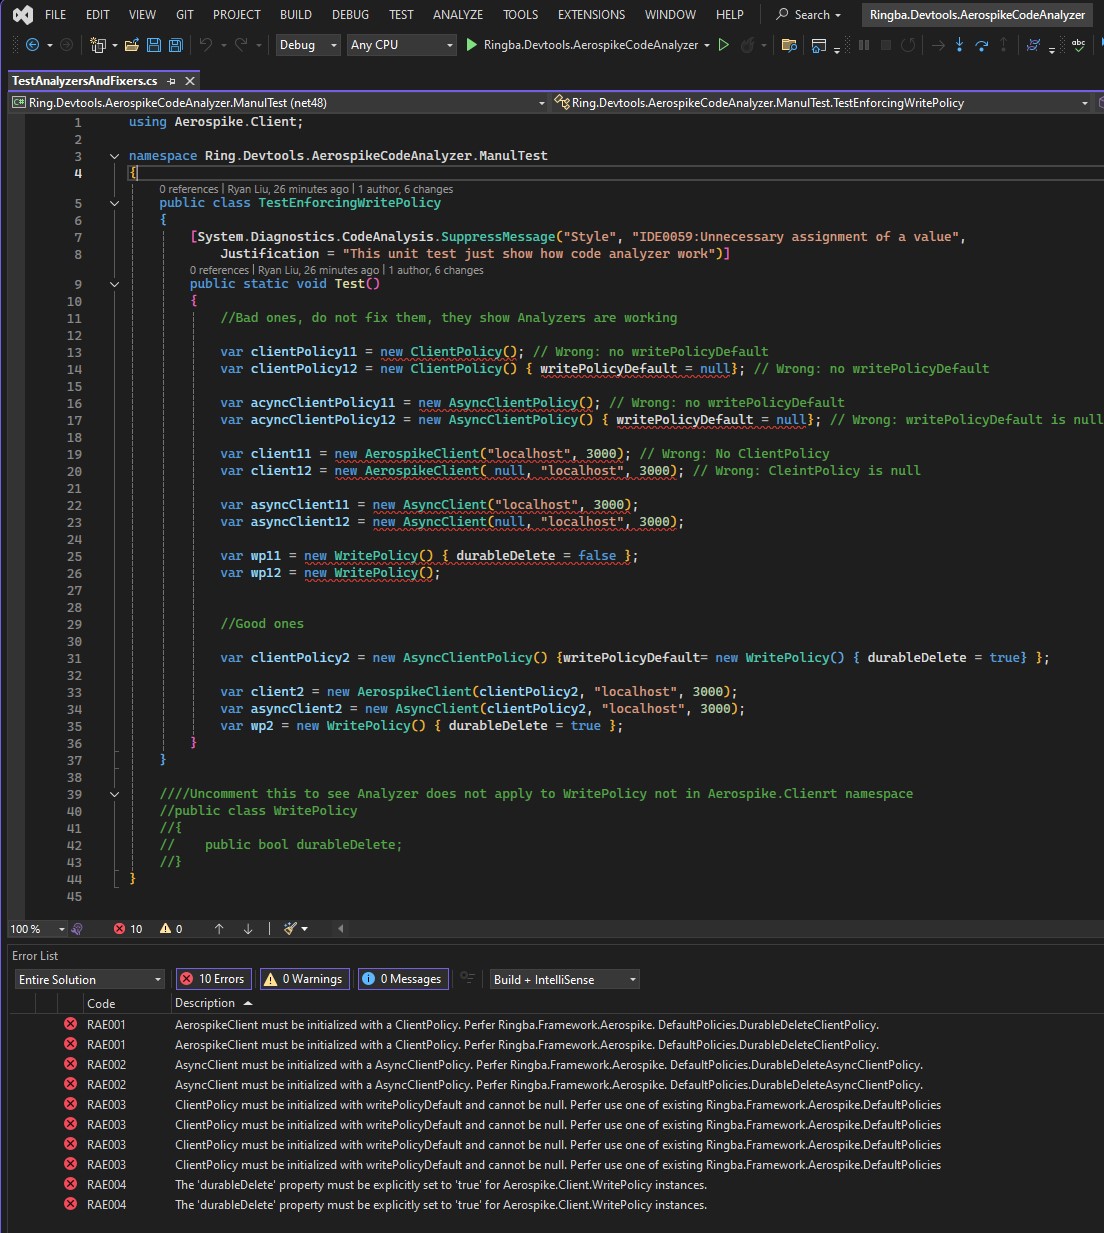 FILE EDIT VIEW GIT PROJECT BUILD DEBUG TEST ANALYZE TOOLS EXTENSIONS WINDOW HELP Search Ringba.Devtools.AerospikeCodeAnalyzer
Debug Any CPU Ringba.Devtools.AerospikeCodeAnalyzer abc
TestAnalyzersAndFixers.cs
C# Ring.Devtools.AerospikeCodeAnalyzer.ManulTest (net48) Ring.Devtools.AerospikeCodeAnalyzer.ManulTest.TestEnforcingWritePolicy
1 using Aerospike.Client;
2
3 namespace Ring.Devtools.AerospikeCodeAnalyzer.ManulTest
4 {
0 references | Ryan Liu, 26 minutes ago | 1 author, 6 changes
5 public class TestEnforcingWritePolicy
6 {
7 [System.Diagnostics.CodeAnalysis.SuppressMessage("Style", "IDE0059:Unnecessary assignment of a value",
8 Justification = "This unit test just show how code analyzer work")]
0 references | Ryan Liu, 26 minutes ago | 1 author, 6 changes
9 public static void Test()
10 {
11 //Bad ones, do not fix them, they show Analyzers are working
12
13 var clientPolicy11 = new ClientPolicy(); // Wrong: no writePolicyDefault
14 var clientPolicy12 = new ClientPolicy() { writePolicyDefault = null}; // Wrong: no writePolicyDefault
15
16 var acyncClientPolicy11 = new AsyncClientPolicy(); // Wrong: no writePolicyDefault
17 var acyncClientPolicy12 = new AsyncClientPolicy() { writePolicyDefault = null}; // Wrong: writePolicyDefault is null
18
19 var client11 = new AerospikeClient("localhost", 3000); // Wrong: No ClientPolicy
20 var client12 = new AerospikeClient( null, "localhost", 3000); // Wrong: CleintPolicy is null
21
22 var asyncClient11 = new AsyncClient("localhost", 3000);
23 var asyncClient12 = new AsyncClient(null, "localhost", 3000);
24
25 var wp11 = new WritePolicy() { durableDelete = false };
26 var wp12 = new WritePolicy();
27
28
29 //Good ones
30
31 var clientPolicy2 = new AsyncClientPolicy() {writePolicyDefault= new WritePolicy() { durableDelete = true} };
32
33 var client2 = new AerospikeClient(clientPolicy2, "localhost", 3000);
34 var asyncClient2 = new AsyncClient(clientPolicy2, "localhost", 3000);
35 var wp2 = new WritePolicy() { durableDelete = true };
36 }
37 }
38
39 ////Uncomment this to see Analyzer does not apply to WritePolicy not in Aerospike.Clienrt namespace
40 //public class WritePolicy
41 //{
42 // public bool durableDelete;
43 //}
44 }
45
100 % 10 0
Error List
Entire Solution 10 Errors 0 Warnings 0 Messages Build + IntelliSense
Code Description
RAE001 AerospikeClient must be initialized with a ClientPolicy. Perfer Ringba.Framework.Aerospike. DefaultPolicies.DurableDeleteClientPolicy.
RAE001 AerospikeClient must be initialized with a ClientPolicy. Perfer Ringba.Framework.Aerospike. DefaultPolicies.DurableDeleteClientPolicy.
RAE002 AsyncClient must be initialized with a AsyncClientPolicy. Perfer Ringba.Framework.Aerospike. DefaultPolicies.DurableDeleteAsyncClientPolicy.
RAE002 AsyncClient must be initialized with a AsyncClientPolicy. Perfer Ringba.Framework.Aerospike. DefaultPolicies.DurableDeleteAsyncClientPolicy.
RAE003 ClientPolicy must be initialized with writePolicyDefault and cannot be null. Perfer use one of existing Ringba.Framework.Aerospike.DefaultPolicies
RAE003 ClientPolicy must be initialized with writePolicyDefault and cannot be null. Perfer use one of existing Ringba.Framework.Aerospike.DefaultPolicies
RAE003 ClientPolicy must be initialized with writePolicyDefault and cannot be null. Perfer use one of existing Ringba.Framework.Aerospike.DefaultPolicies
RAE003 ClientPolicy must be initialized with writePolicyDefault and cannot be null. Perfer use one of existing Ringba.Framework.Aerospike.DefaultPolicies
RAE004 The 'durableDelete' property must be explicitly set to 'true' for Aerospike.Client.WritePolicy instances.
RAE004 The 'durableDelete' property must be explicitly set to 'true' for Aerospike.Client.WritePolicy instances.